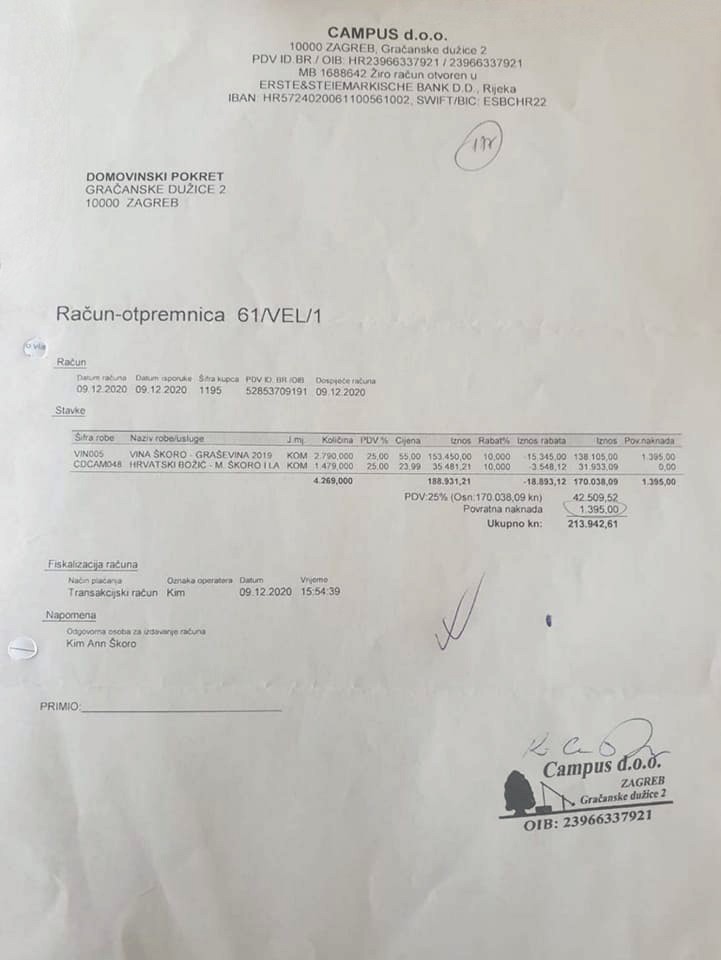 CAMPUS d.o.o.
10000 ZAGREB, Gračanske dužice 2
PDV ID.BR / OIB: HR23966337921 / 23966337921
MB 1688642 Žiro račun otvoren u
ERSTE&STEIEMARKISCHE BANK D.D., Rijeka
IBAN: HR5724020061100561002, SWIFT/BIC: ESBCHR22
DOMOVINSKI POKRET
GRAČANSKE DUŽICE 2
10000 ZAGREB
Račun-otpremnica 61/VEL/1
Račun
Datum računa Datum isporuke Šifra kupca PDV ID. BR /OIB Dospijeće računa
09.12.2020 09.12.2020 1195 52853709191 09.12.2020
Stavke
Šifra robe Naziv robe/usluge J.mj. Količina PDV % Cijena Iznos Rabat% Iznos rabata Iznos Pov.naknada
VIN005 VINA ŠKORO - GRAŠEVINA 2019 KOM 2.790,000 25,00 55,00 153.450,00 10,000 -15.345,00 138.105,00 1.395,00
CDCAM048 HRVATSKI BOŽIĆ - M. ŠKORO I LA KOM 1.479,000 25,00 23,99 35.481,21 10,000 -3.548,12 31.933,09 0,00
4.269,000 188.931,21 -18.893,12 170.038,09 1.395,00
PDV:25% (Osn:170.038,09 kn) 42.509,52
Povratna naknada 1.395,00
Ukupno kn: 213.942,61
Fiskalizacija računa
Način plaćanja Oznaka operatera Datum Vrijeme
Transakcijski račun Kim 09.12.2020 15:54:39
Napomena
Odgovorna osoba za izdavanje računa
Kim Ann Škoro
PRIMIO:
Campus d.o.o.
ZAGREB
Gračanske dužice 2
OIB: 23966337921